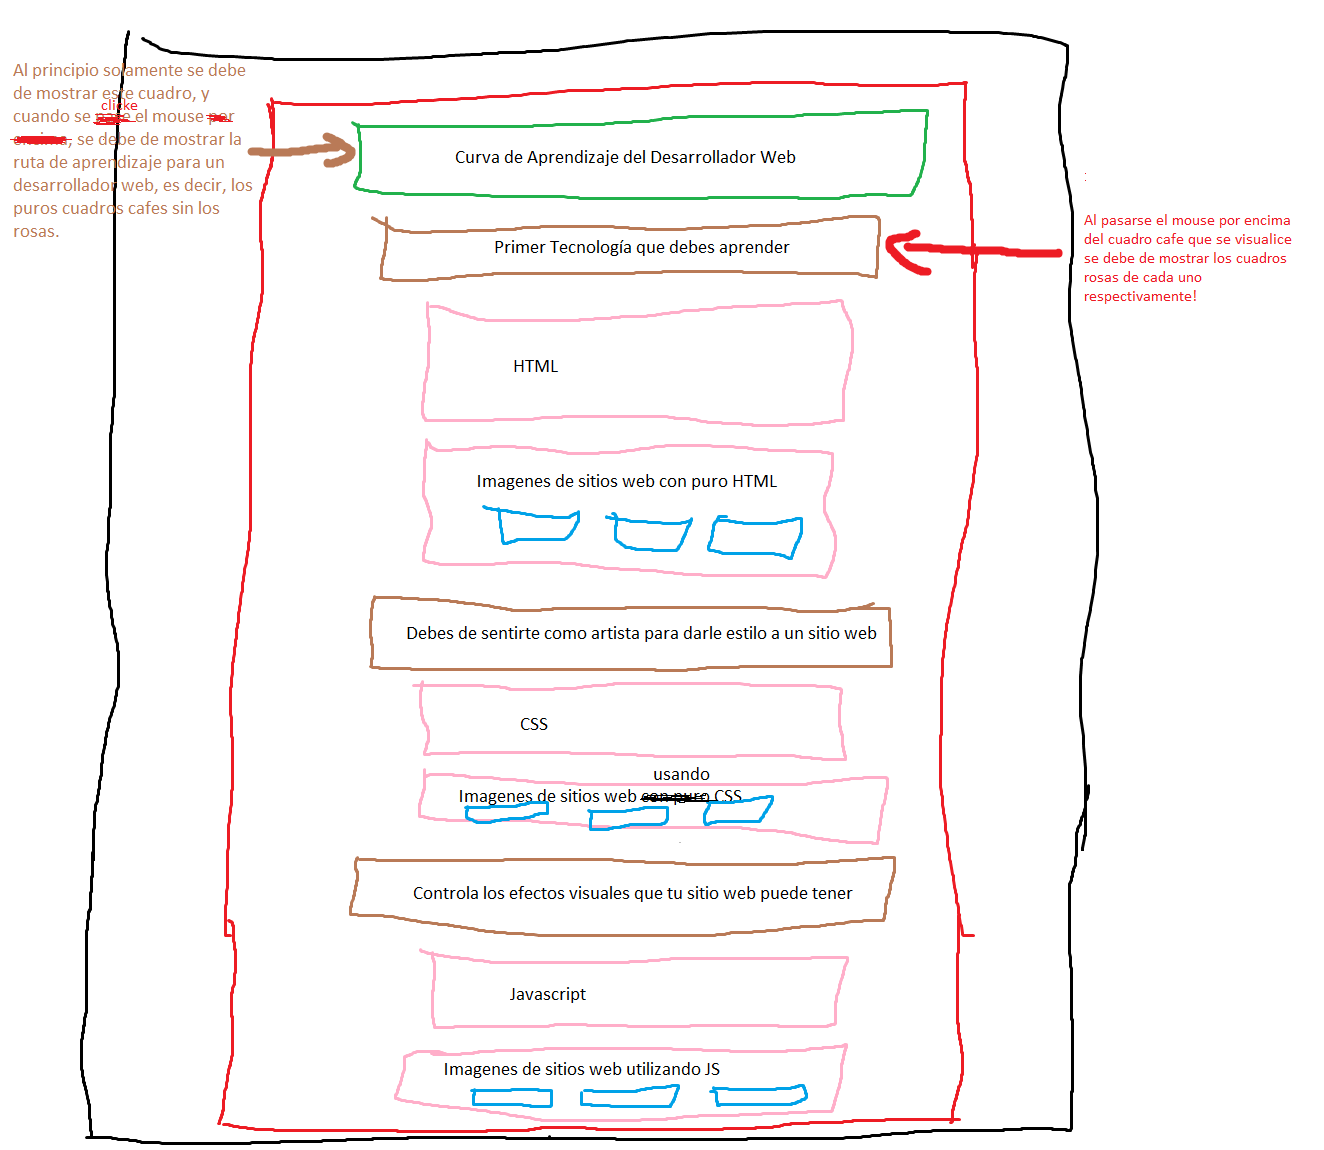 Al principio solamente se debe
de mostrar este cuadro, y
clicke
cuando se pase el mouse por
encima, se debe de mostrar la
ruta de aprendizaje para un
desarrollador web, es decir, los
puros cuadros cafes sin los
rosas.
Curva de Aprendizaje del Desarrollador Web
:
Primer Tecnología que debes aprender
Al pasarse el mouse por encima
del cuadro cafe que se visualice
se debe de mostrar los cuadros
rosas de cada uno
respectivamente!
HTML
Imagenes de sitios web con puro HTML
Debes de sentirte como artista para darle estilo a un sitio web
CSS
usando
Imagenes de sitios web con puro CSS
Controla los efectos visuales que tu sitio web puede tener
Javascript
Imagenes de sitios web utilizando JS